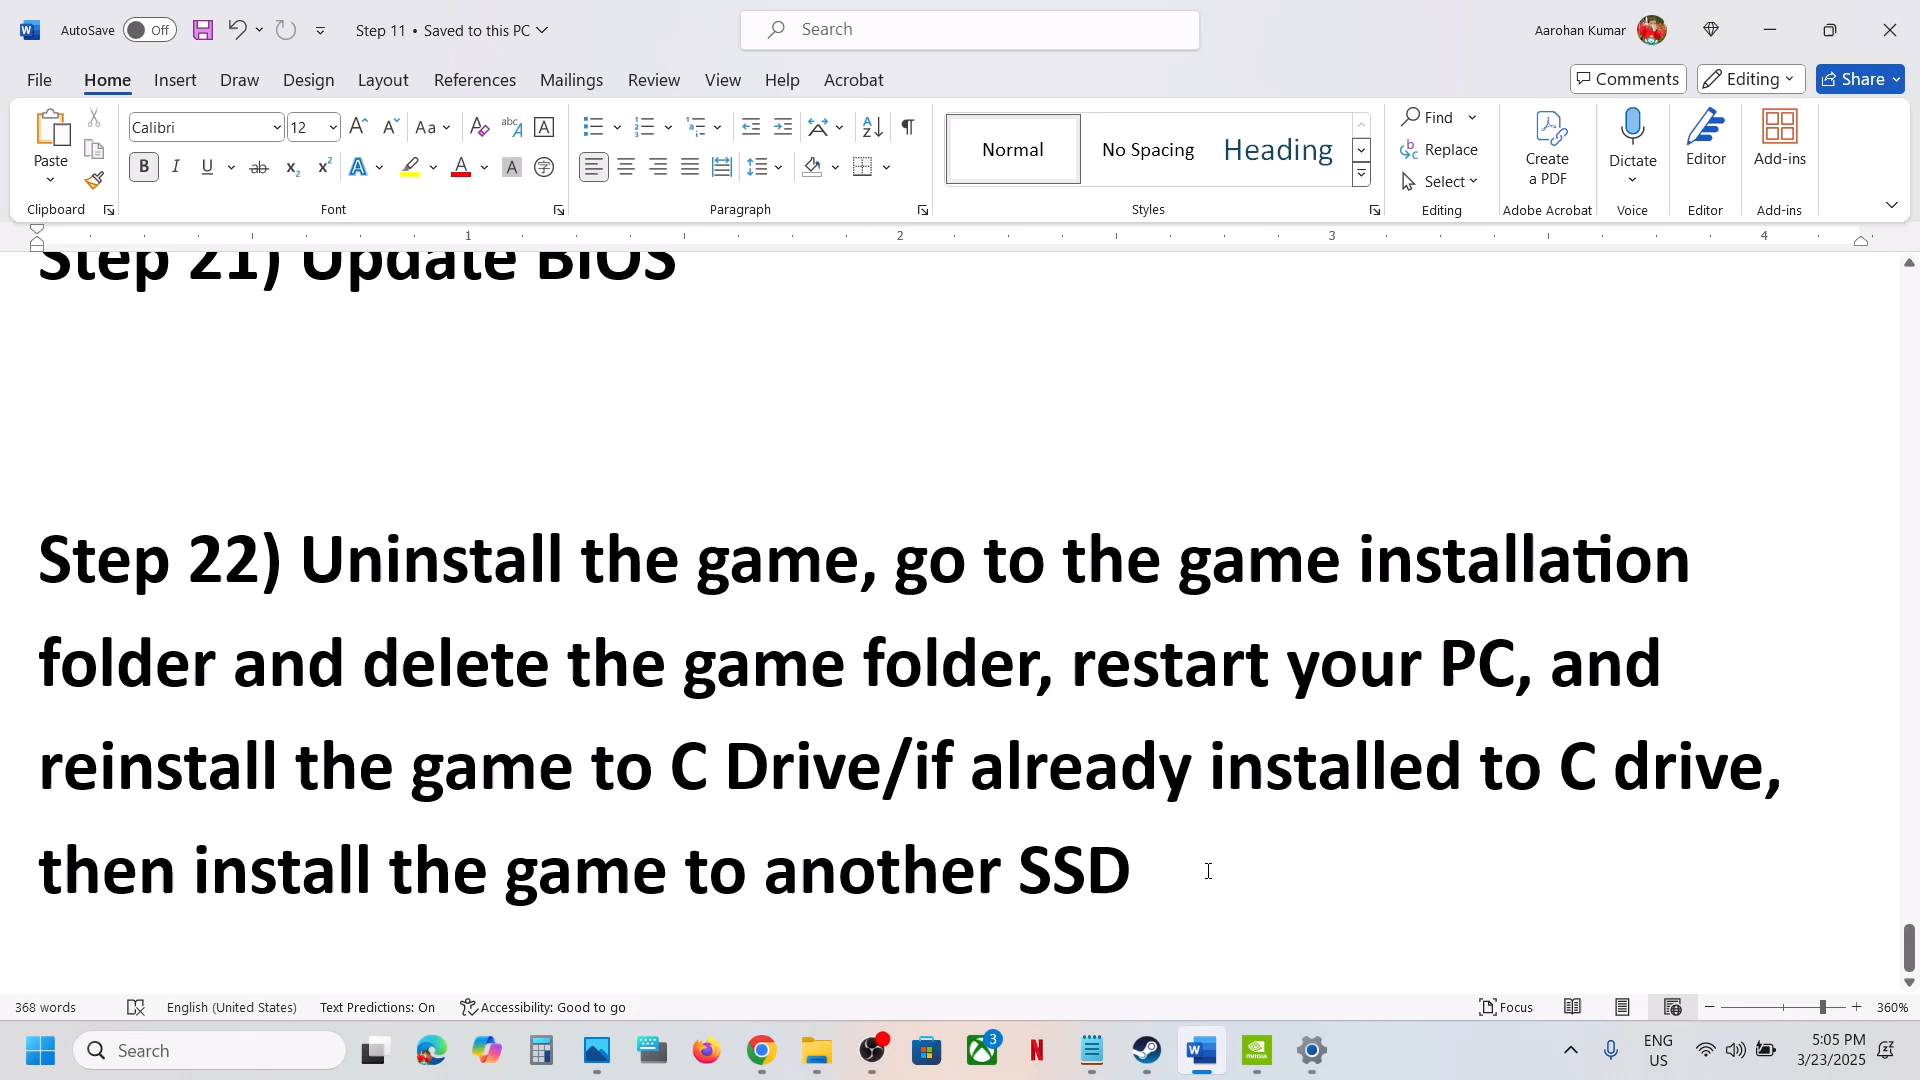 AutoSave
Off
Step 11 • Saved to this PC
Search
Aarohan Kumar
File
Home
Insert
Draw
Design
Layout
References
Mailings
Review
View
Help
Acrobat
Comments
Editing
Share
Paste
Calibri
12
Normal
No Spacing
Heading
Find
Replace
Select
Create
a PDF
Dictate
Editor
Add-ins
Clipboard
Font
Paragraph
Styles
Editing
Adobe Acrobat
Voice
Editor
Add-ins
1
2
3
4
Step 21) Update BIOS
Step 22) Uninstall the game, go to the game installation
folder and delete the game folder, restart your PC, and
reinstall the game to C Drive/if already installed to C drive,
then install the game to another SSD
368 words
English (United States)
Text Predictions: On
Accessibility: Good to go
Focus
360%
Search
3
ENG
US
5:05 PM
3/23/2025